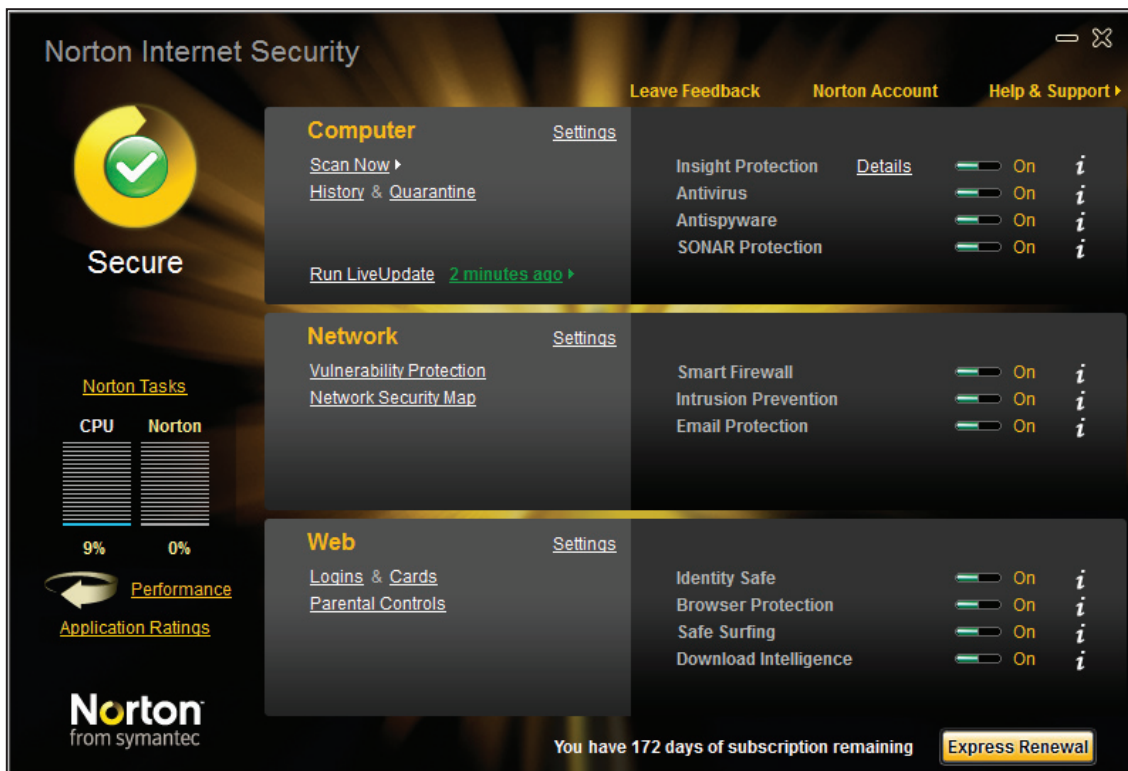 Norton Internet Security
Leave Feedback Norton Account Help & Support
Secure
Computer Settings
Scan Now
History & Quarantine
Run LiveUpdate 2 minutes ago
Insight Protection Details On i
Antivirus On i
Antispyware On i
SONAR Protection On i
Network Settings
Vulnerability Protection
Network Security Map
Smart Firewall On i
Intrusion Prevention On i
Email Protection On i
Norton Tasks
CPU Norton
9% 0%
Performance
Application Ratings
Web Settings
Logins & Cards
Parental Controls
Identity Safe On i
Browser Protection On i
Safe Surfing On i
Download Intelligence On i
Norton
from symantec
You have 172 days of subscription remaining Express Renewal